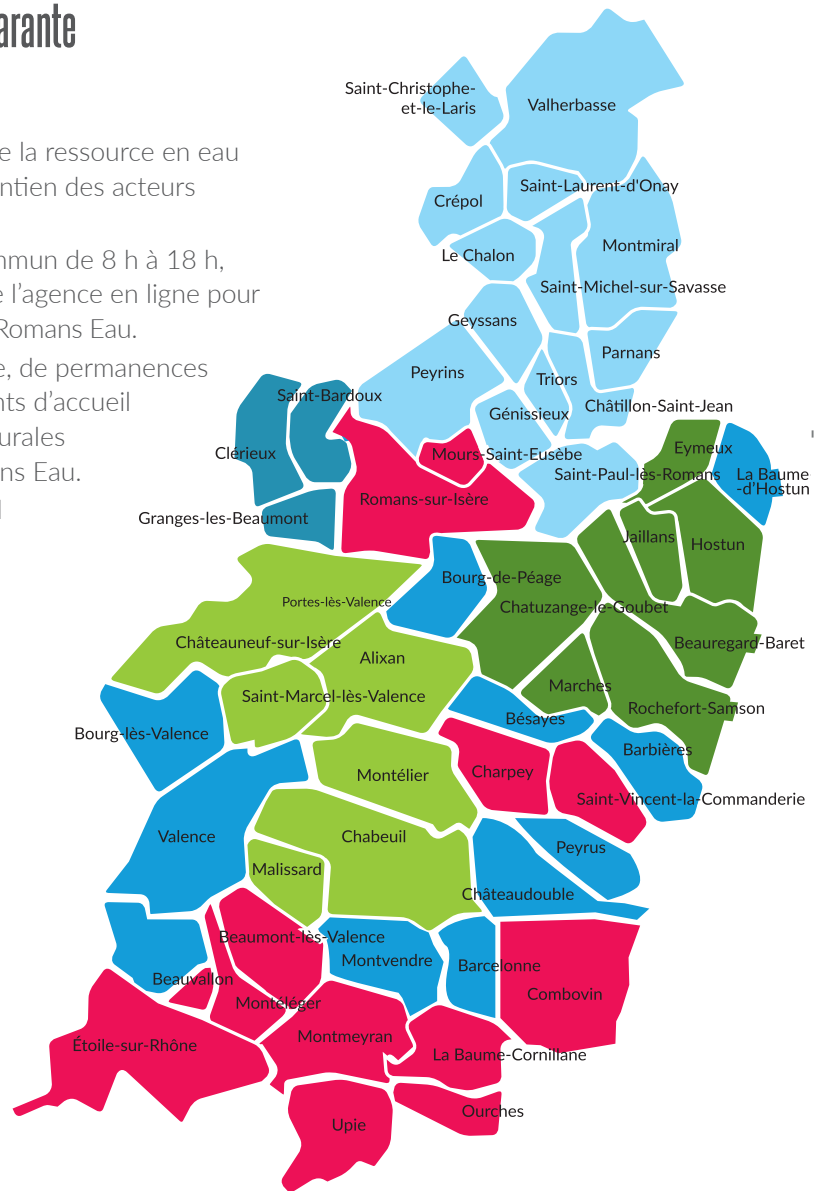 arante
e la ressource en eau
ntien des acteurs
nmun de 8 h à 18 h,
e l’agence en ligne pour
Romans Eau.
e, de permanences
nts d’accueil
urales
ns Eau.
Saint-Christophe-
et-le-Laris
Valherbasse
Crépol
Saint-Laurent-d'Onay
Le Chalon
Montmiral
Saint-Michel-sur-Savasse
Geyssans
Parnans
Peyrins
Triors
Saint-Bardoux
Génissieux
Châtillon-Saint-Jean
Clérieux
Mours-Saint-Eusèbe
Eymeux
Saint-Paul-lès-Romans
La Baume
-d’Hostun
Romans-sur-Isère
Granges-les-Beaumont
Jaillans
Hostun
Bourg-de-Péage
Portes-lès-Valence
Chatuzange-le-Goubet
Châteauneuf-sur-Isère
Beauregard-Baret
Alixan
Marches
Saint-Marcel-lès-Valence
Rochefort-Samson
Bésayes
Bourg-lès-Valence
Barbières
Montélier
Charpey
Saint-Vincent-la-Commanderie
Valence
Chabeuil
Peyrus
Malissard
Châteaudouble
Beaumont-lès-Valence
Montvendre
Barcelonne
Beauvallon
Combovin
Montéléger
Montmeyran
Étoile-sur-Rhône
La Baume-Cornillane
Ourches
Upie